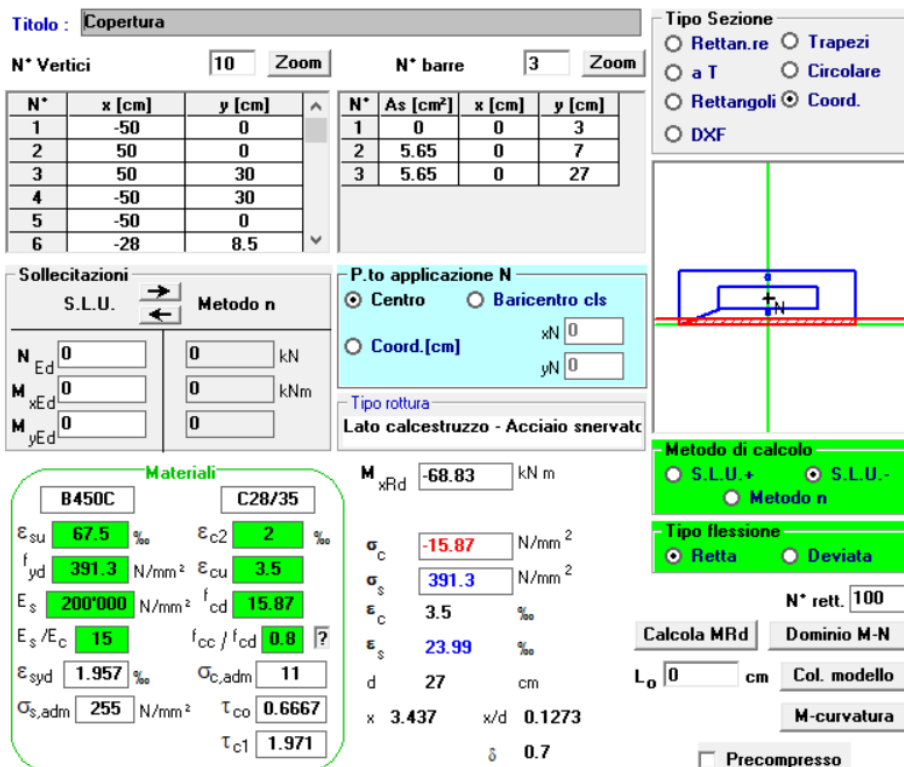 Titolo : Copertura
N° Vertici 10 Zoom N° barre 3 Zoom
N° x [cm] y [cm]
1 -50 0
2 50 0
3 50 30
4 -50 30
5 -50 0
6 -28 8.5
N° As [cm²] x [cm] y [cm]
1 0 0 3
2 5.65 0 7
3 5.65 0 27
Tipo Sezione
Rettan.re Trapezi
a T Circolare
Rettangoli Coord.
DXF
N
Sollecitazioni
S.L.U. Metodo n
N Ed 0 0 kN
M xEd 0 0 kNm
M yEd 0 0
P.to applicazione N
Centro Baricentro cls
Coord.[cm] xN 0
yN 0
Tipo rottura
Lato calcestruzzo - Acciaio snervato
Metodo di calcolo
S.L.U.+ S.L.U.-
Metodo n
Tipo flessione
Retta Deviata
Materiali
B450C C28/35
εsu 67.5 ‰ εc2 2 ‰
fyd 391.3 N/mm² εcu 3.5
Es 200'000 N/mm² fcd 15.87
Es /Ec 15 fcc / fcd 0.8 ?
εsyd 1.957 ‰ σc,adm 11
σs,adm 255 N/mm² τco 0.6667
τc1 1.971
M xRd -68.83 kN m
σc -15.87 N/mm²
σs 391.3 N/mm²
εc 3.5 ‰
εs 23.99 ‰
d 27 cm
x 3.437 x/d 0.1273
δ 0.7
N° rett. 100
Calcola MRd Dominio M-N
Lo 0 cm Col. modello
M-curvatura
Precompresso